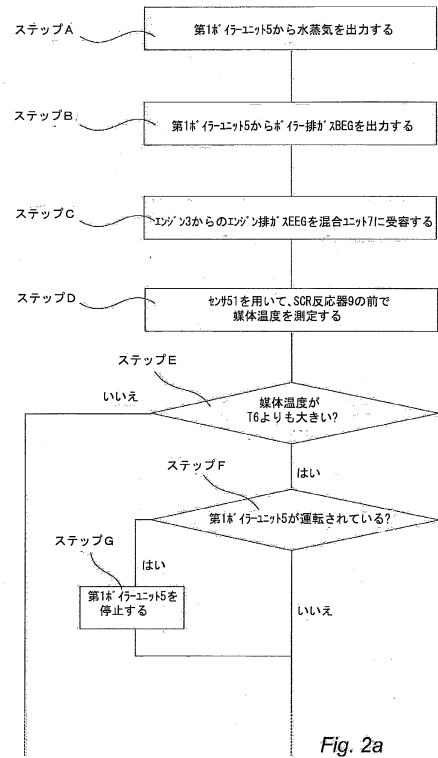 ステップA
第1ﾎﾞｲﾗｰﾕﾆｯﾄ5から水蒸気を出力する
ステップB
第1ﾎﾞｲﾗｰﾕﾆｯﾄ5からﾎﾞｲﾗｰ排ｶﾞｽBEGを出力する
ステップC
ｴﾝｼﾞﾝ3からのｴﾝｼﾞﾝ排ｶﾞｽEEGを混合ﾕﾆｯﾄ7に受容する
ステップD
ｾﾝｻ51を用いて、SCR反応器9の前で
媒体温度を測定する
ステップE
いいえ
媒体温度が
T6よりも大きい?
ステップF
はい
第1ﾎﾞｲﾗｰﾕﾆｯﾄ5が運転されている?
ステップG
はい
第1ﾎﾞｲﾗｰﾕﾆｯﾄ5を
停止する
いいえ
Fig. 2a